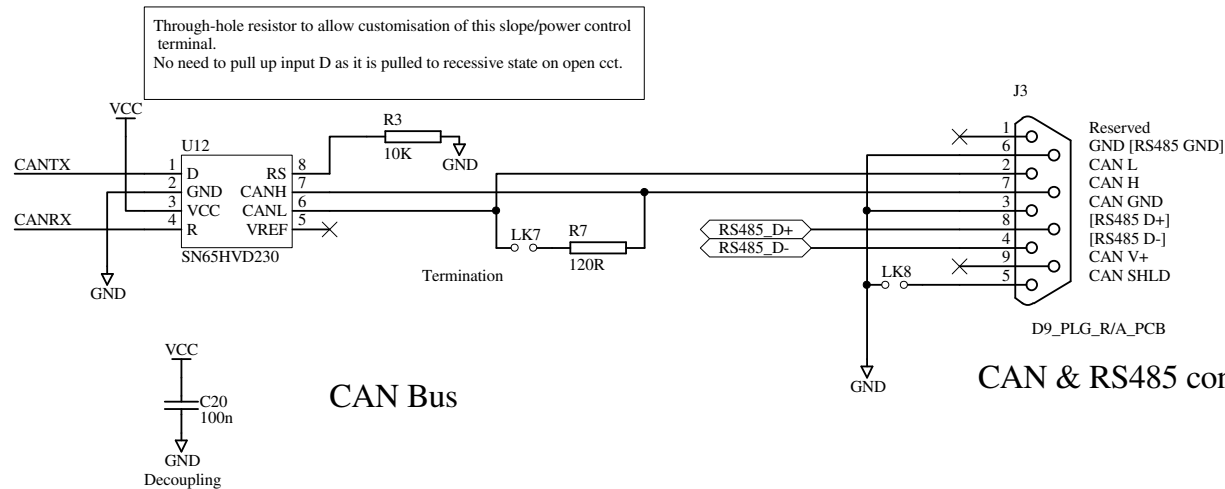 Through-hole resistor to allow customisation of this slope/power control
terminal.
No need to pull up input D as it is pulled to recessive state on open cct.
J3
VCC
R3
10K
GND
U12
CANTX
1 D RS 8
2 GND CANH 7
3 VCC CANL 6
CANRX
4 R VREF 5
SN65HVD230
GND
LK7
R7
120R
Termination
RS485_D+
RS485_D-
LK8
GND
1 Reserved
6 GND [RS485 GND]
2 CAN L
7 CAN H
3 CAN GND
8 [RS485 D+]
4 [RS485 D-]
9 CAN V+
5 CAN SHLD
D9_PLG_R/A_PCB
CAN & RS485
VCC
C20
100n
GND
Decoupling
CAN Bus